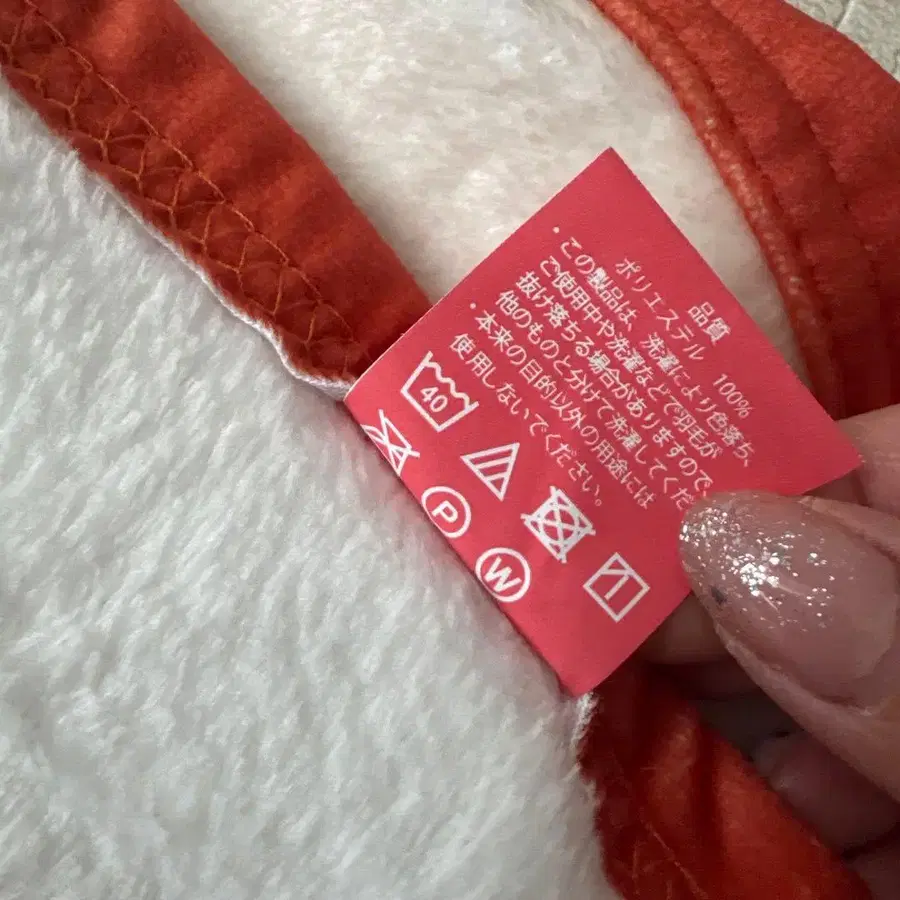 品質
ポリエステル 100%
・この製品は、洗濯により色落ち、
ご使用中や洗濯などで羽毛が
抜け落ちる場合がありますので、
他のものと分けて洗濯してくだ
・本来の目的以外の用途には
使用しないでください。
40
P
W